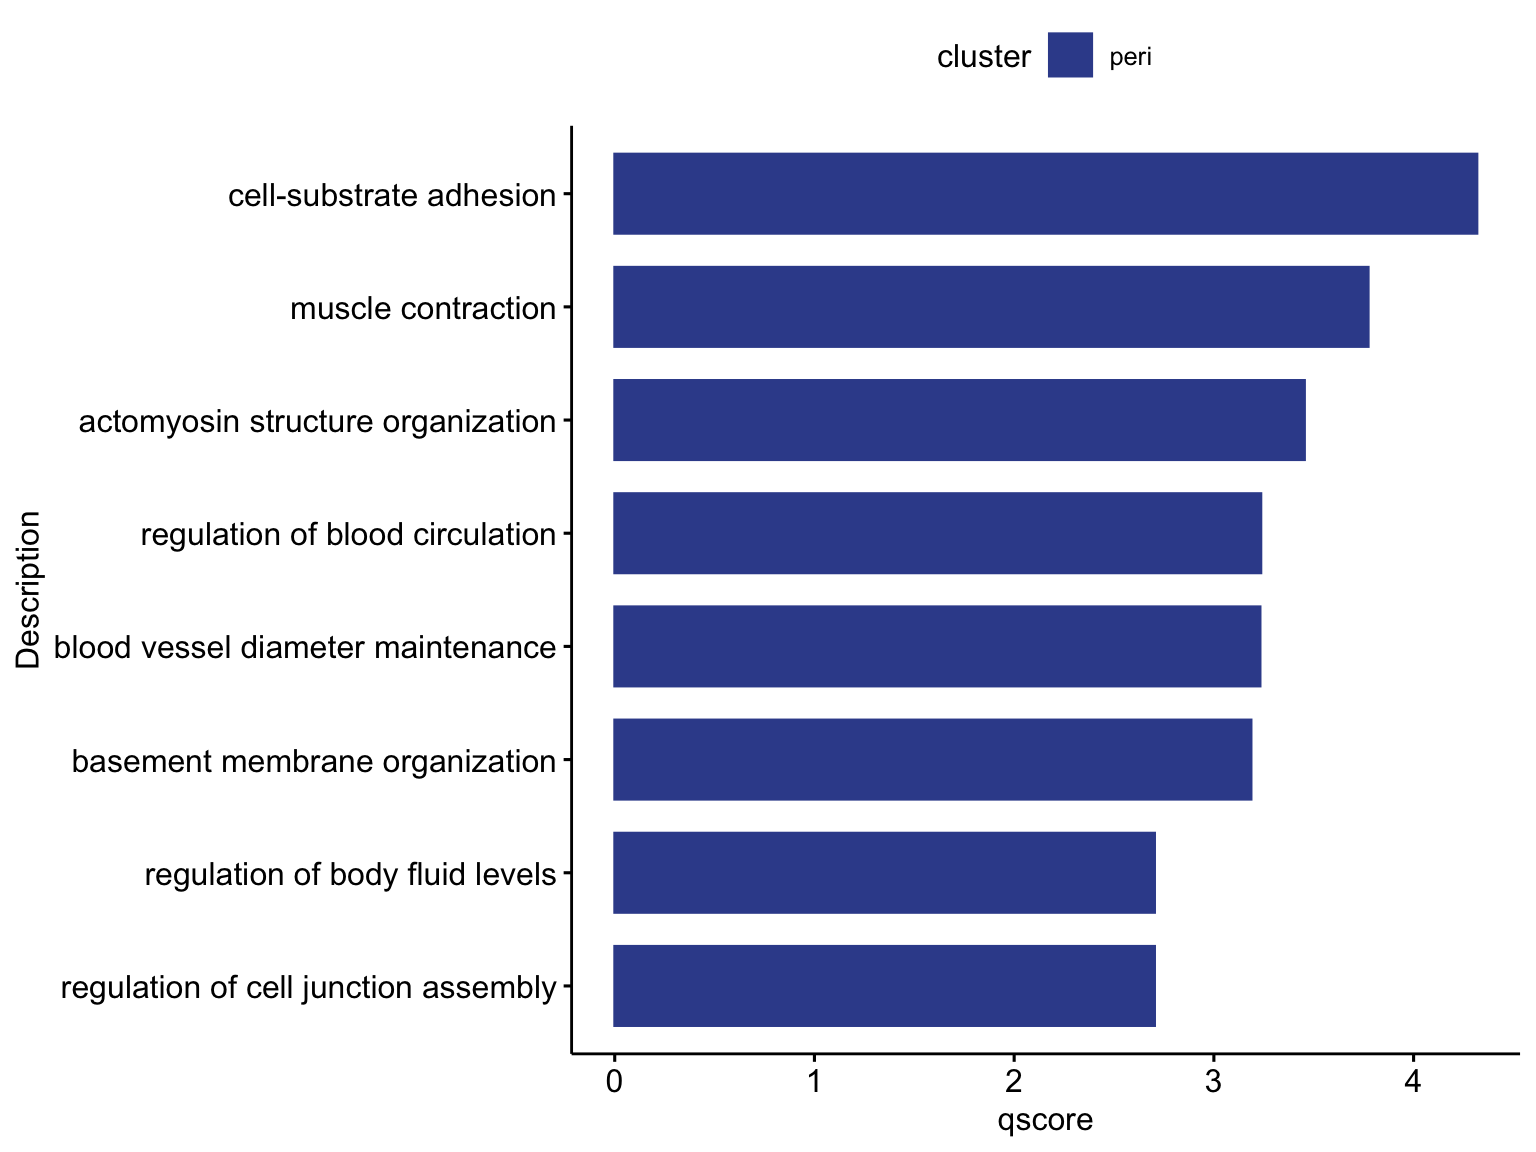 cluster peri
cell-substrate adhesion
muscle contraction
actomyosin structure organization
regulation of blood circulation
blood vessel diameter maintenance
basement membrane organization
regulation of body fluid levels
regulation of cell junction assembly
Description
0 1 2 3 4
qscore